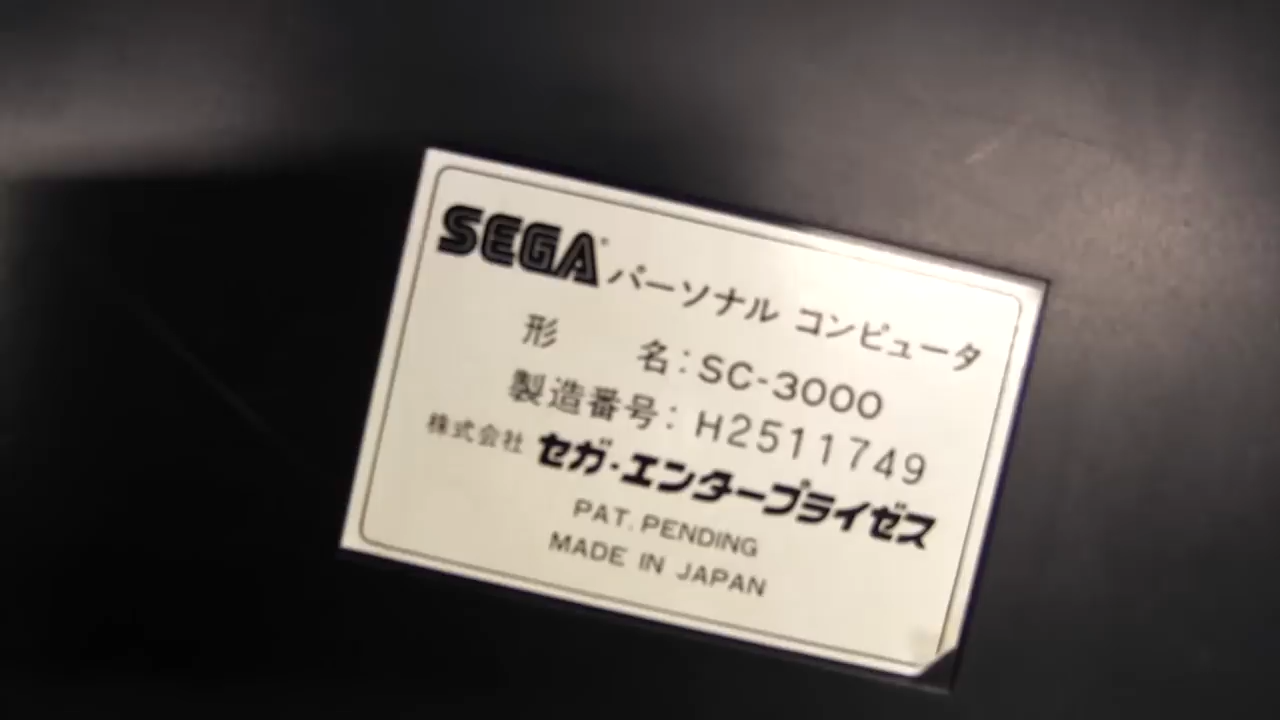 SEGA パーソナル コンピュータ
形 名:SC-3000
製造番号:H2511749
株式会社 セガ・エンタープライゼス
PAT. PENDING
MADE IN JAPAN